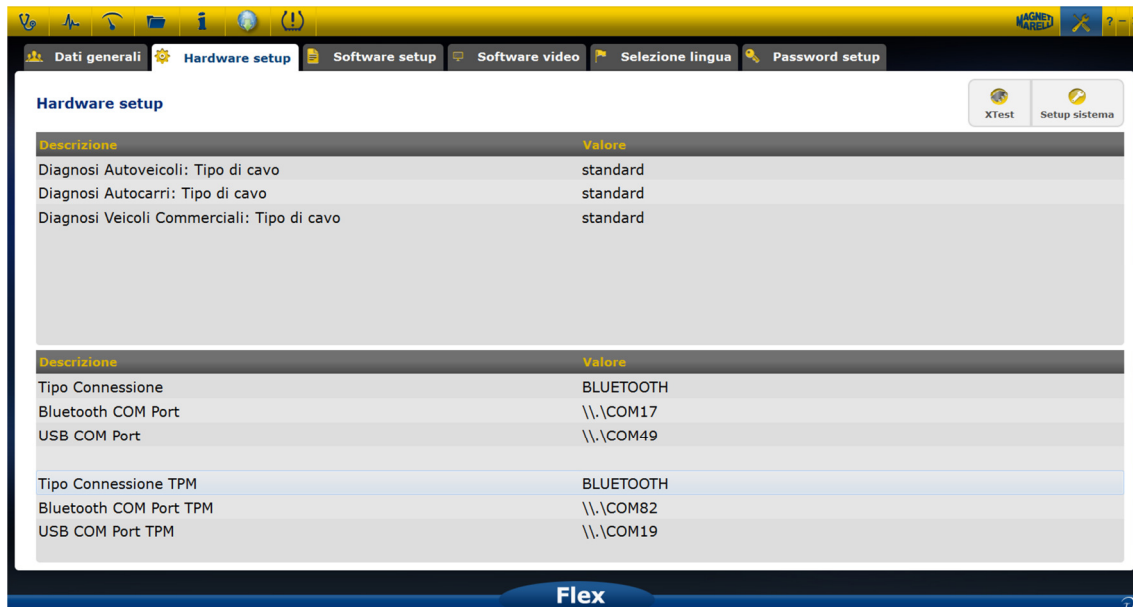 MAGNETI
MARELLI
? –
Dati generali
Hardware setup
Software setup
Software video
Selezione lingua
Password setup
Hardware setup
XTest
Setup sistema
Descrizione Valore
Diagnosi Autoveicoli: Tipo di cavo standard
Diagnosi Autocarri: Tipo di cavo standard
Diagnosi Veicoli Commerciali: Tipo di cavo standard
Descrizione Valore
Tipo Connessione BLUETOOTH
Bluetooth COM Port \\.\COM17
USB COM Port \\.\COM49
Tipo Connessione TPM BLUETOOTH
Bluetooth COM Port TPM \\.\COM82
USB COM Port TPM \\.\COM19
Flex